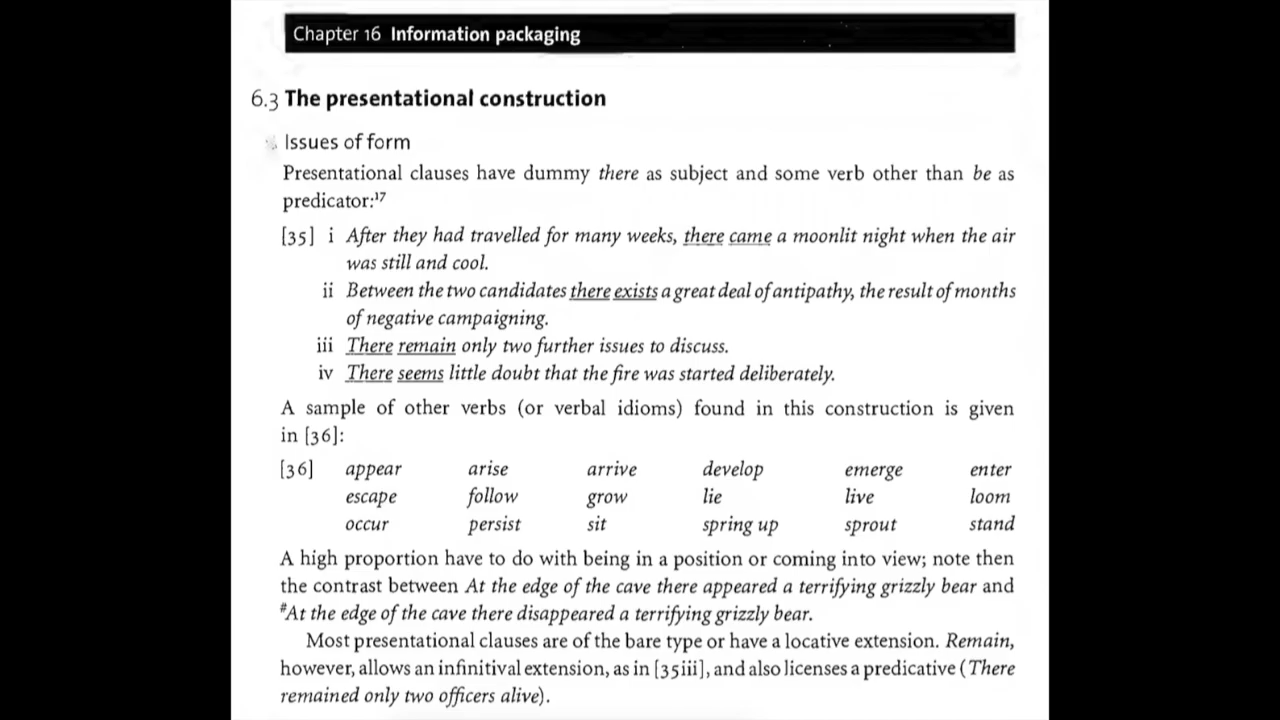 Chapter 16 Information packaging
6.3 The presentational construction
Issues of form
Presentational clauses have dummy there as subject and some verb other than be as
predicator:¹⁷
[35] i After they had travelled for many weeks, there came a moonlit night when the air
was still and cool.
ii Between the two candidates there exists a great deal of antipathy, the result of months
of negative campaigning.
iii There remain only two further issues to discuss.
iv There seems little doubt that the fire was started deliberately.
A sample of other verbs (or verbal idioms) found in this construction is given
in [36]:
[36] appear arise arrive develop emerge enter
escape follow grow lie live loom
occur persist sit spring up sprout stand
A high proportion have to do with being in a position or coming into view; note then
the contrast between At the edge of the cave there appeared a terrifying grizzly bear and
#At the edge of the cave there disappeared a terrifying grizzly bear.
Most presentational clauses are of the bare type or have a locative extension. Remain,
however, allows an infinitival extension, as in [35iii], and also licenses a predicative (There
remained only two officers alive).